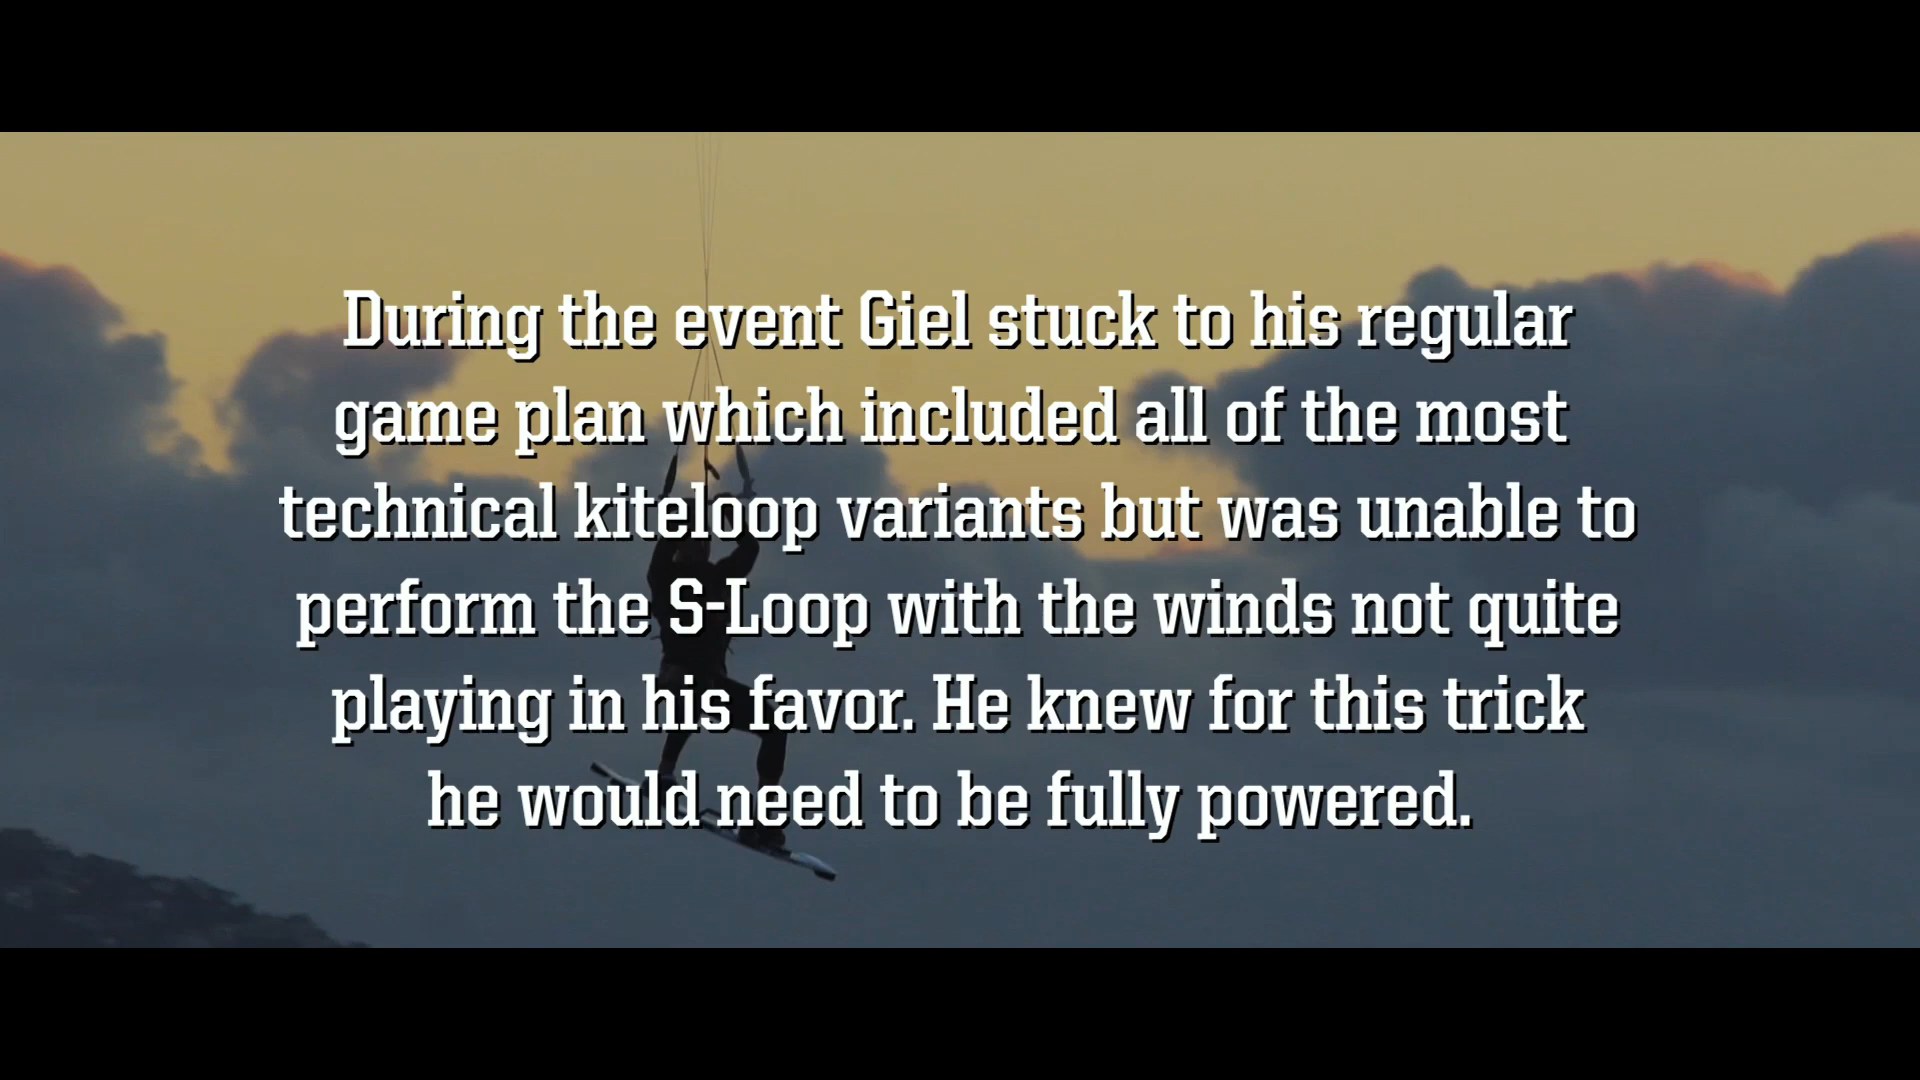 During the event Giel stuck to his regular
game plan which included all of the most
technical kiteloop variants but was unable to
perform the S-Loop with the winds not quite
playing in his favor. He knew for this trick
he would need to be fully powered.